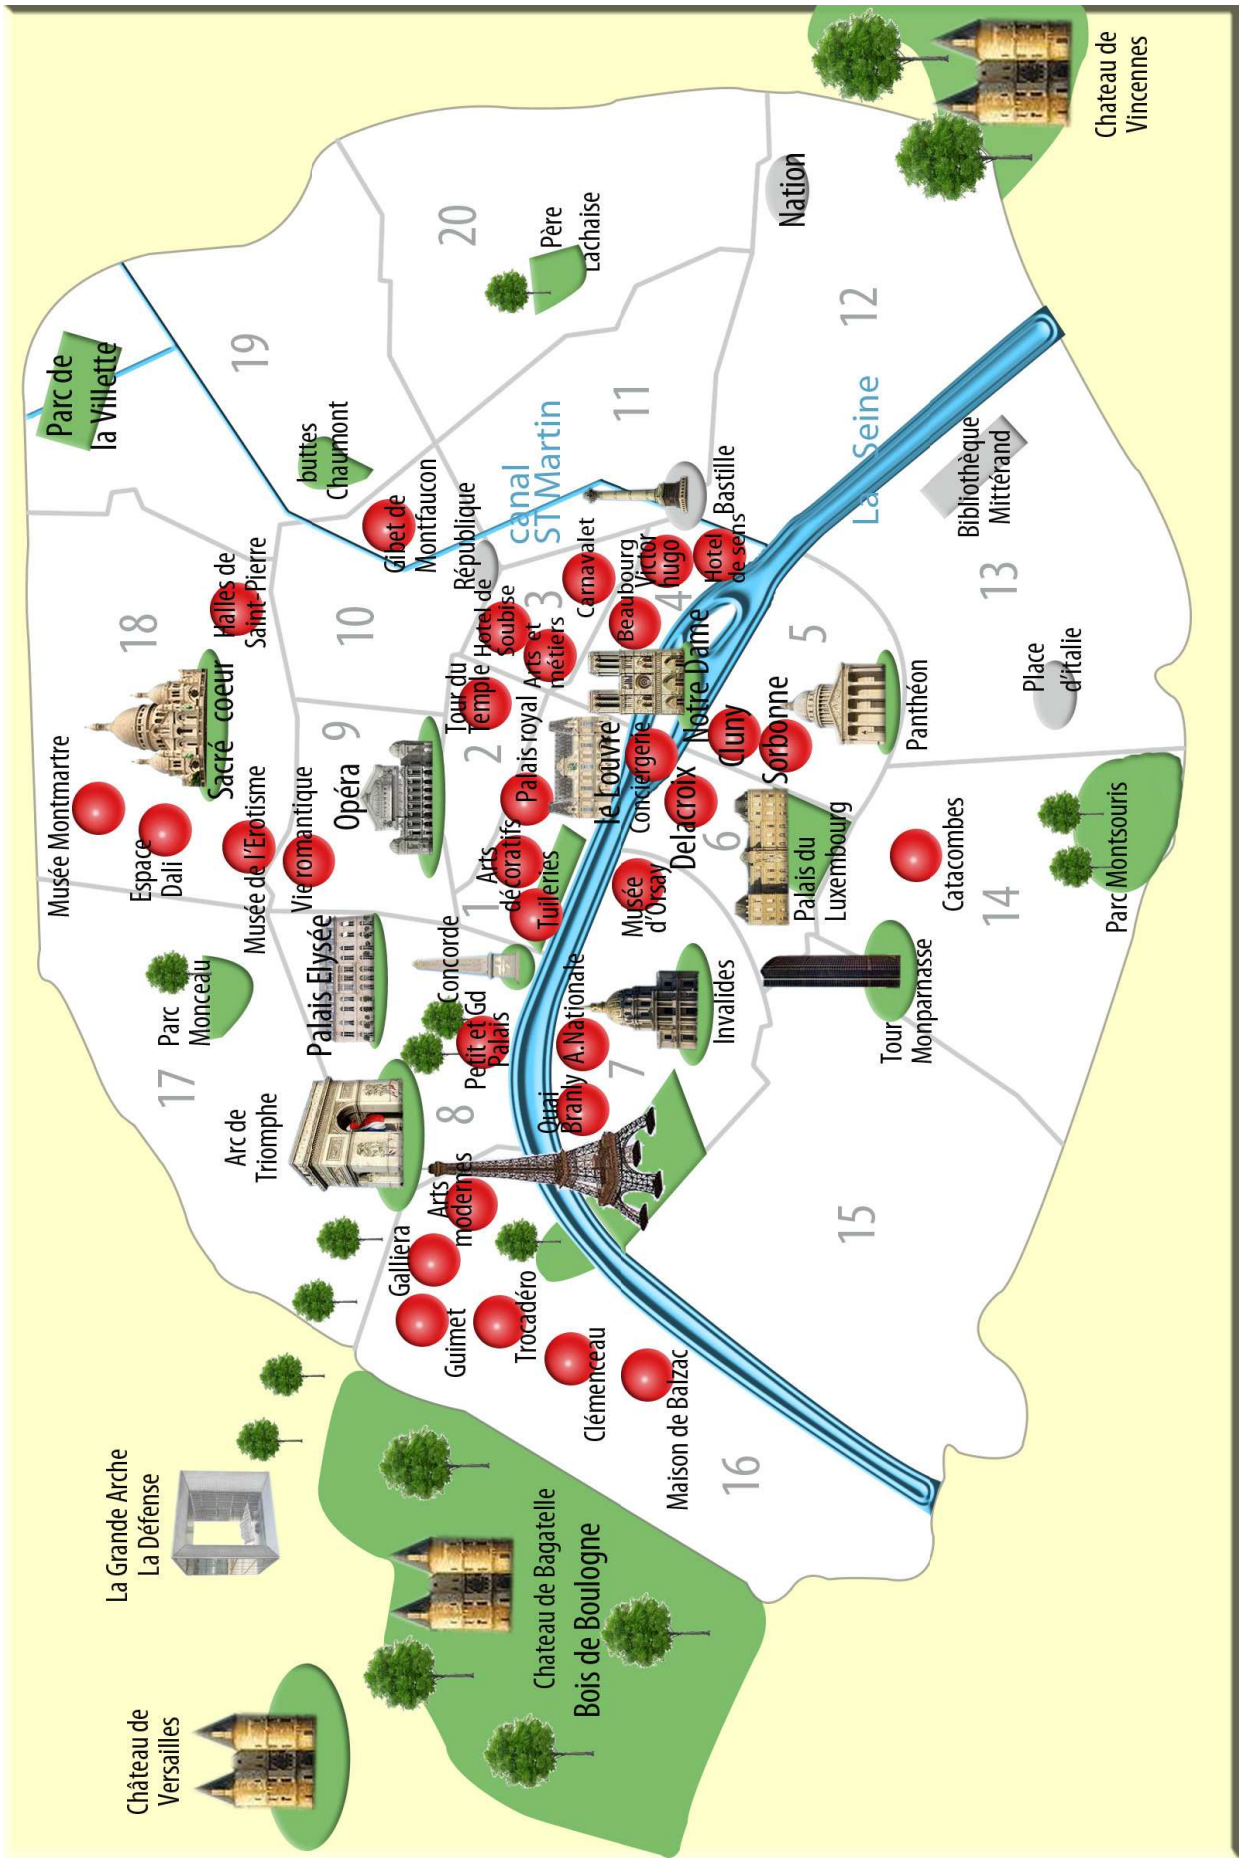 Château de
Versailles
La Grande Arche
La Défense
Chateau de Bagatelle
Bois de Boulogne
Musée Montmartre
Espace
Dali
Sacré coeur
18
Halles de
Saint-Pierre
Parc de
la Villette
Parc
Monceau
17
Musée de l'Erotisme
Vie romantique
19
Arc de
Triomphe
Palais Elysée
Opéra
9
10
buttes
Chaumont
Gibet de
Montfaucon
8
Concorde
Petit et Gd
Palais
2
Tour du
Temple
Hotel de
Soubise
République
20
Galliera
Guimet
Arts
modernes
Trocadéro
1
Arts
décoratifs
Tuileries
Palais royal
Arts et
métiers
3
canal
ST Martin
Père
Lachaise
Clémenceau
Maison de Balzac
16
Quai
Branly
A.Nationale
7
Musée
d'Orsay
le Louvre
Conciergerie
Carnavalet
Beaubourg
4
Victor
hugo
Hotel
de sens
Bastille
11
Nation
Invalides
Delacroix
6
Notre Dame
Cluny
Sorbonne
5
12
La Seine
Palais du
Luxembourg
Panthéon
15
Tour
Monparnasse
Catacombes
14
13
Bibliothèque
Mittérand
Place
d'italie
Parc Montsouris
Chateau de
Vincennes